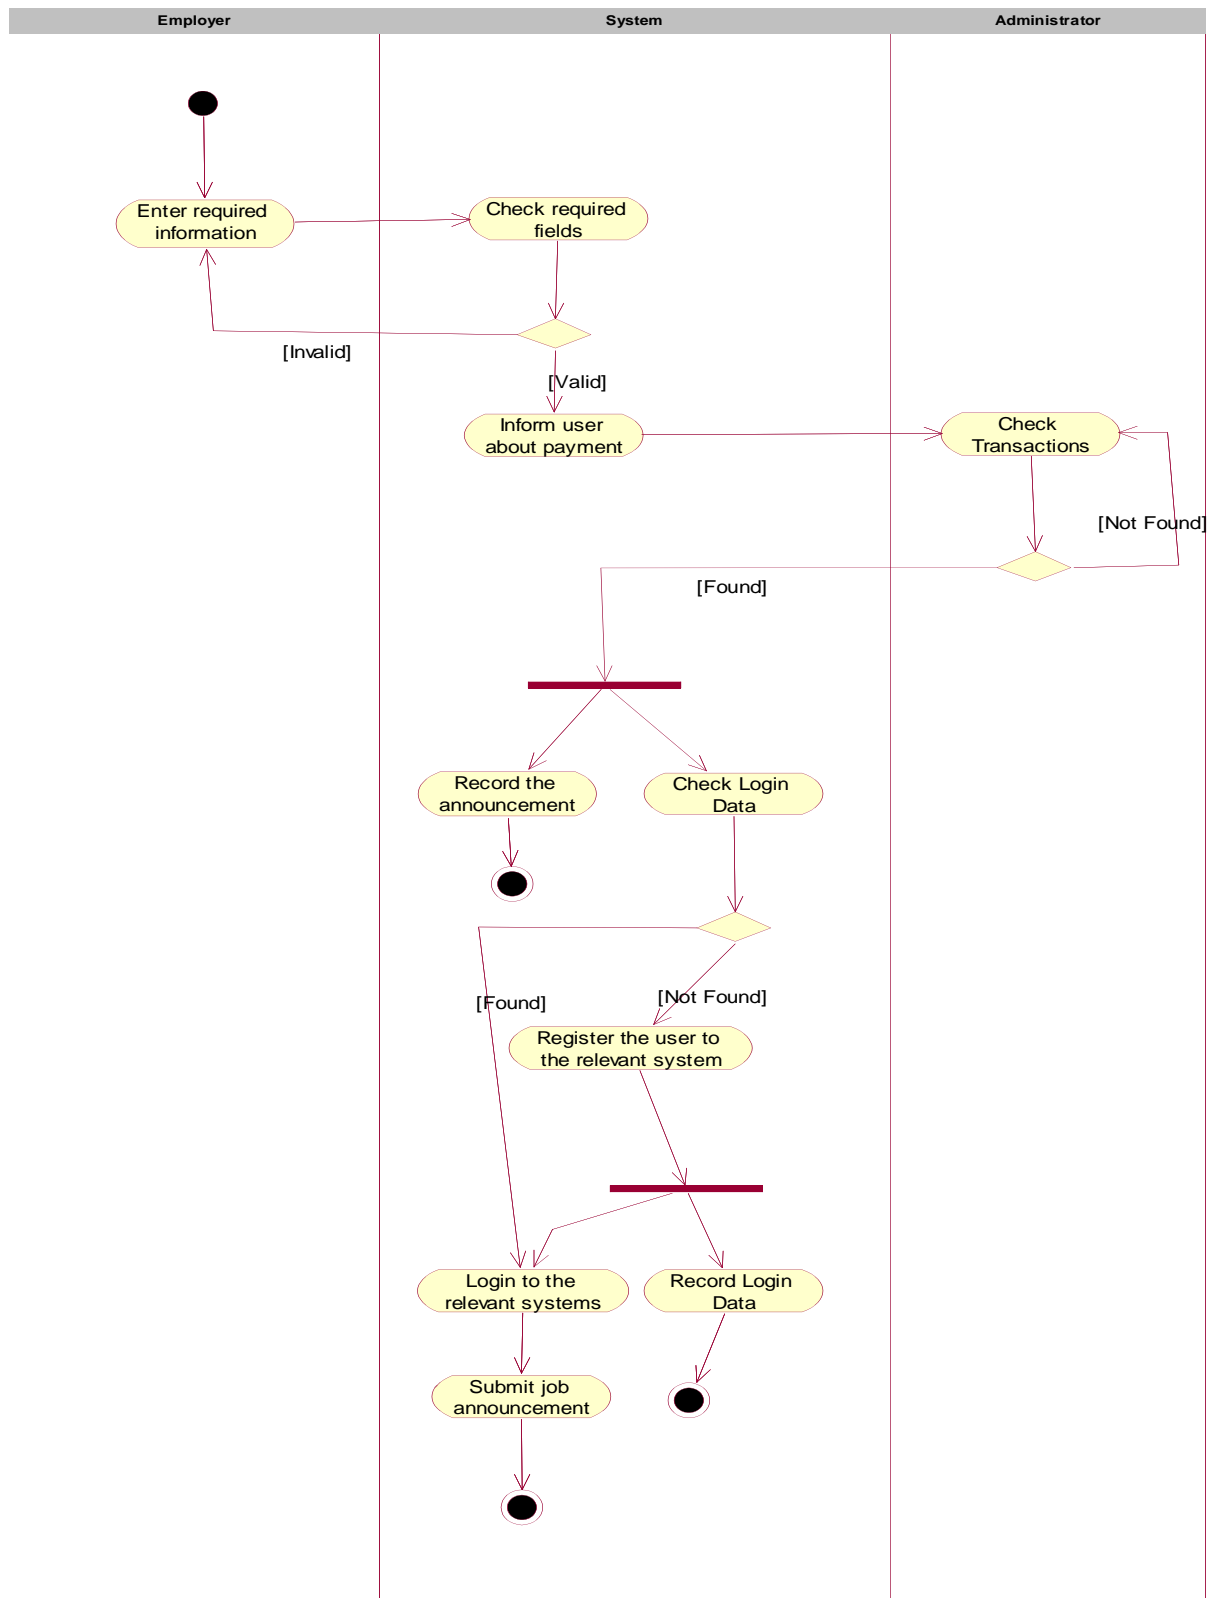 Employer
System
Administrator
Enter required
information
Check required
fields
[Invalid]
[Valid]
Inform user
about payment
Check
Transactions
[Not Found]
[Found]
Record the
announcement
Check Login
Data
[Found]
[Not Found]
Register the user to
the relevant system
Login to the
relevant systems
Record Login
Data
Submit job
announcement